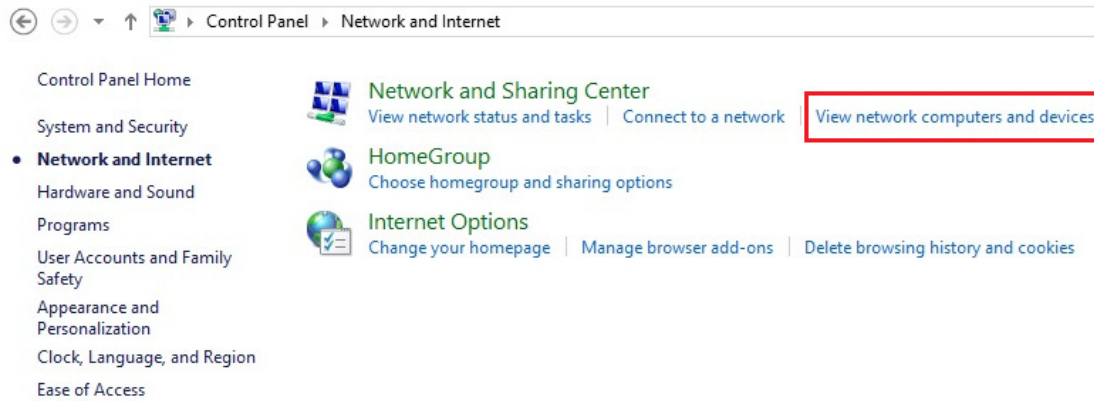 Control Panel Network and Internet
Control Panel Home
System and Security
Network and Internet
Hardware and Sound
Programs
User Accounts and Family
Safety
Appearance and
Personalization
Clock, Language, and Region
Ease of Access
Network and Sharing Center
View network status and tasks Connect to a network View network computers and devices
HomeGroup
Choose homegroup and sharing options
Internet Options
Change your homepage Manage browser add-ons Delete browsing history and cookies